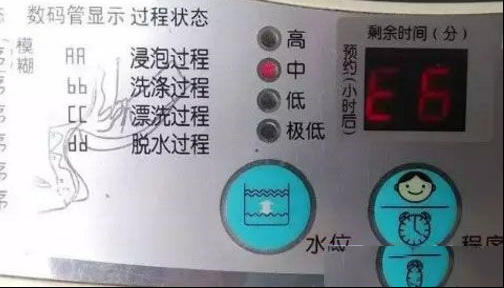 数码管显示 过程状态
模糊
AA 浸泡过程
bb 洗涤过程
CC 漂洗过程
dd 脱水过程
高
中
低
极低
剩余时间(分)
预约(小时后)
E6
水位
程序